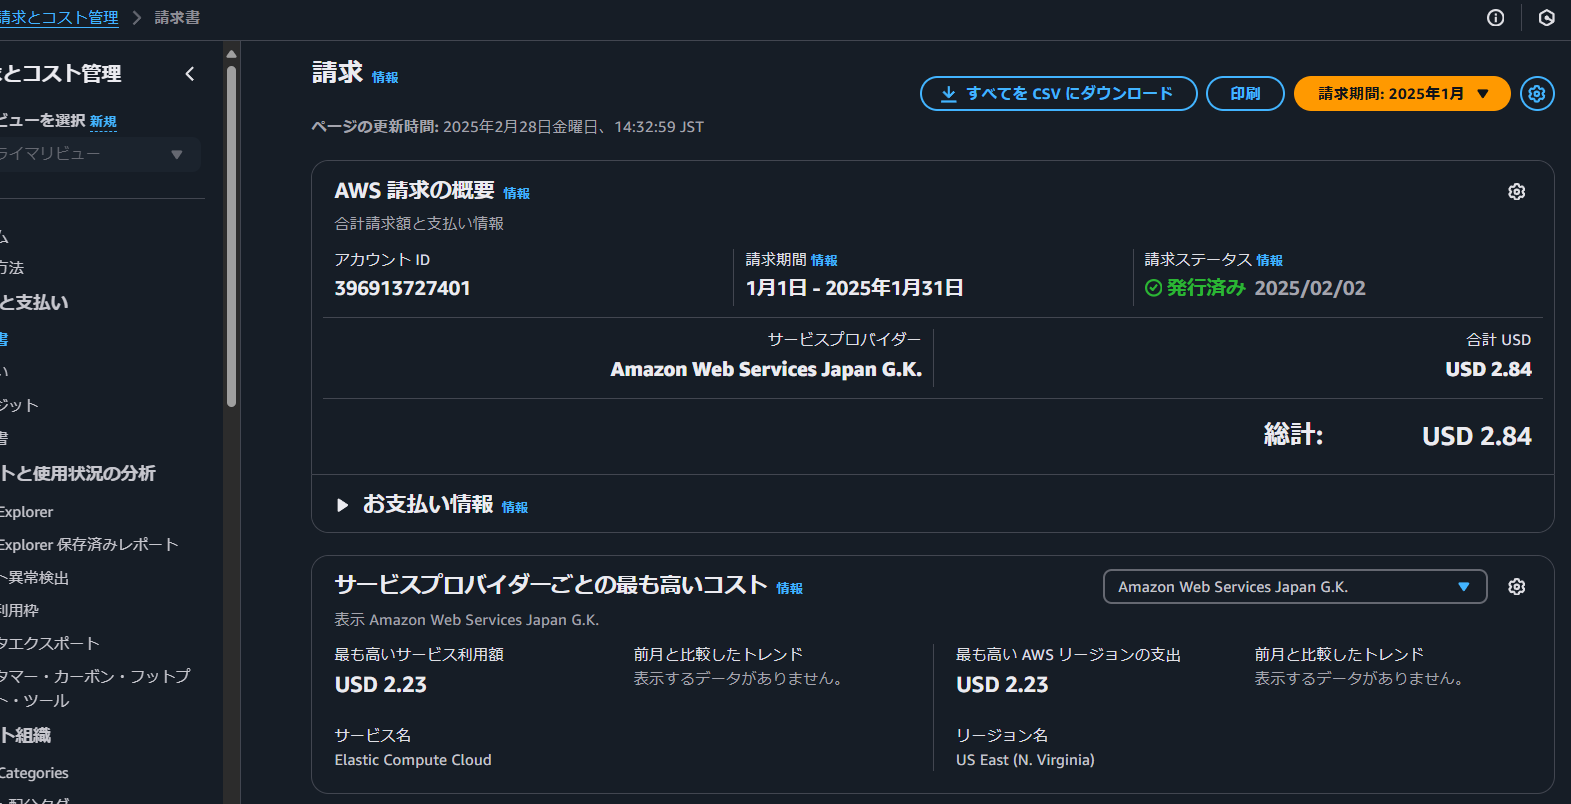 請求とコスト管理 > 請求書
とコスト管理
ビューを選択 新規
ライマリビュー
ム
方法
と支払い
書
い
ジット
書
トと使用状況の分析
Explorer
Explorer 保存済みレポート
ト異常検出
利用枠
タエクスポート
タマー・カーボン・フットプ
ト・ツール
ト組織
Categories
請求 情報
すべてを CSV にダウンロード
印刷
請求期間: 2025年1月
ページの更新時間: 2025年2月28日金曜日、14:32:59 JST
AWS 請求の概要 情報
合計請求額と支払い情報
アカウント ID
396913727401
請求期間 情報
1月1日 - 2025年1月31日
請求ステータス 情報
発行済み 2025/02/02
サービスプロバイダー
Amazon Web Services Japan G.K.
合計 USD
USD 2.84
総計: USD 2.84
お支払い情報 情報
サービスプロバイダーごとの最も高いコスト 情報
Amazon Web Services Japan G.K.
表示 Amazon Web Services Japan G.K.
最も高いサービス利用額
USD 2.23
前月と比較したトレンド
表示するデータがありません。
サービス名
Elastic Compute Cloud
最も高い AWS リージョンの支出
USD 2.23
前月と比較したトレンド
表示するデータがありません。
リージョン名
US East (N. Virginia)